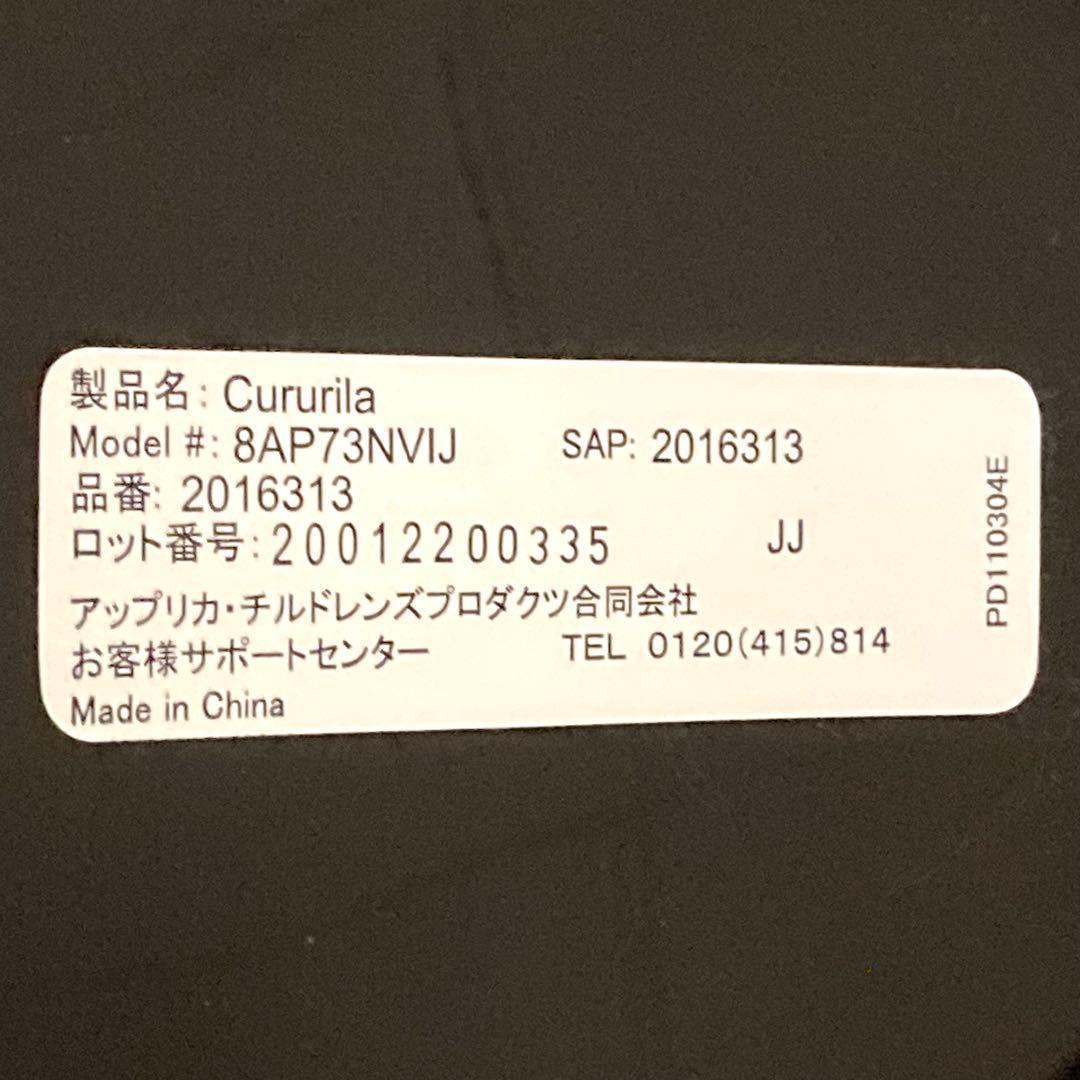 製品名: Cururila
Model #: 8AP73NVIJ SAP: 2016313
品番: 2016313
ロット番号: 20012200335 JJ
アップリカ・チルドレンズプロダクツ合同会社
お客様サポートセンター TEL 0120(415)814
Made in China
PD110304E